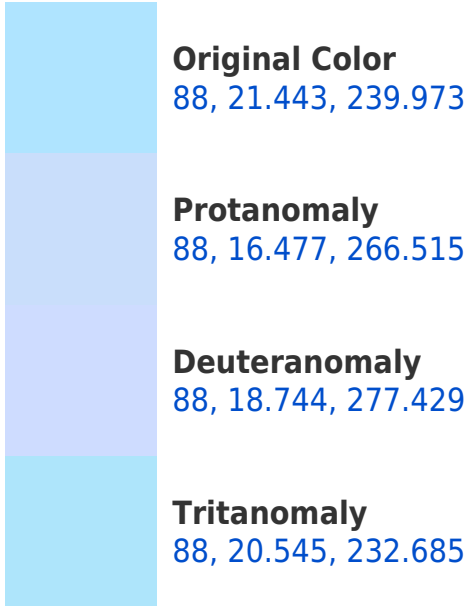 Original Color
88, 21.443, 239.973
Protanomaly
88, 16.477, 266.515
Deuteranomaly
88, 18.744, 277.429
Tritanomaly
88, 20.545, 232.685